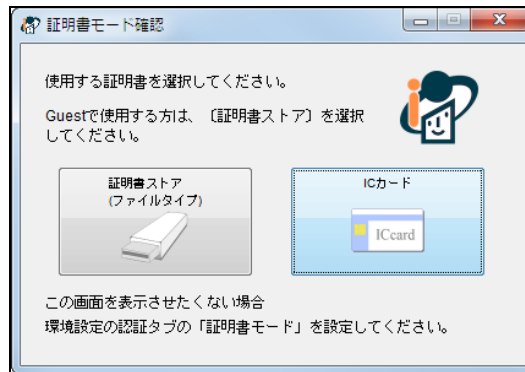 証明書モード確認
使用する証明書を選択してください。
Guestで使用する方は、〔証明書ストア〕を選択
してください。
証明書ストア
(ファイルタイプ)
ICカード
ICcard
この画面を表示させたくない場合
環境設定の認証タブの「証明書モード」を設定してください。